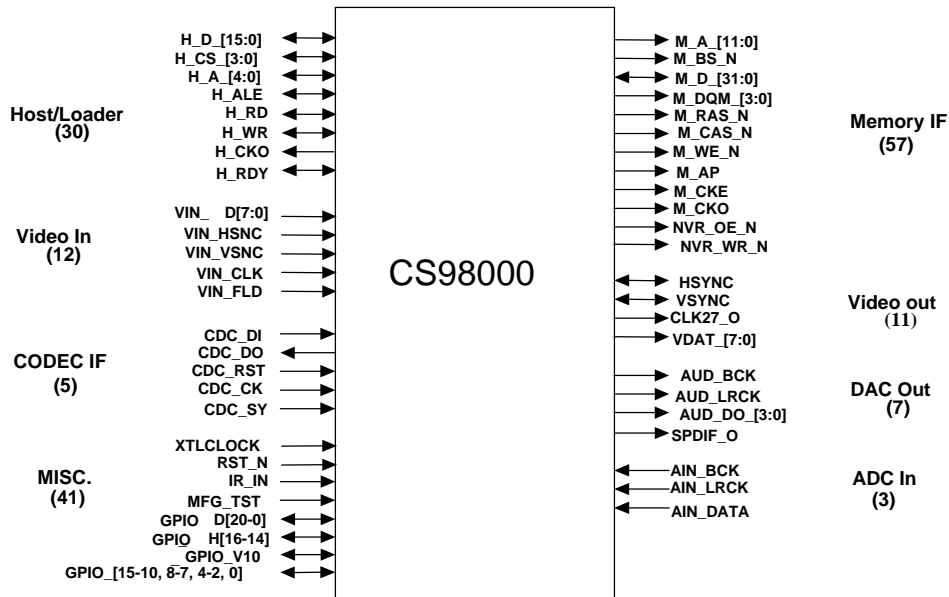 Host/Loader
(30)
H_D_[15:0]
H_CS_[3:0]
H_A_[4:0]
H_ALE
H_RD
H_WR
H_CKO
H_RDY
Video In
(12)
VIN_ D[7:0]
VIN_HSNC
VIN_VSNC
VIN_CLK
VIN_FLD
CODEC IF
(5)
CDC_DI
CDC_DO
CDC_RST
CDC_CK
CDC_SY
MISC.
(41)
XTLCLOCK
RST_N
IR_IN
MFG_TST
GPIO D[20-0]
GPIO_ H[16-14]
_GPIO_V10
GPIO_[15-10, 8-7, 4-2, 0]
CS98000
M_A_[11:0]
M_BS_N
M_D_[31:0]
M_DQM_[3:0]
M_RAS_N
M_CAS_N
M_WE_N
M_AP
M_CKE
M_CKO
NVR_OE_N
NVR_WR_N
Memory IF
(57)
HSYNC
VSYNC
CLK27_O
VDAT_[7:0]
Video out
(11)
AUD_BCK
AUD_LRCK
AUD_DO_[3:0]
SPDIF_O
DAC Out
(7)
AIN_BCK
AIN_LRCK
AIN_DATA
ADC In
(3)